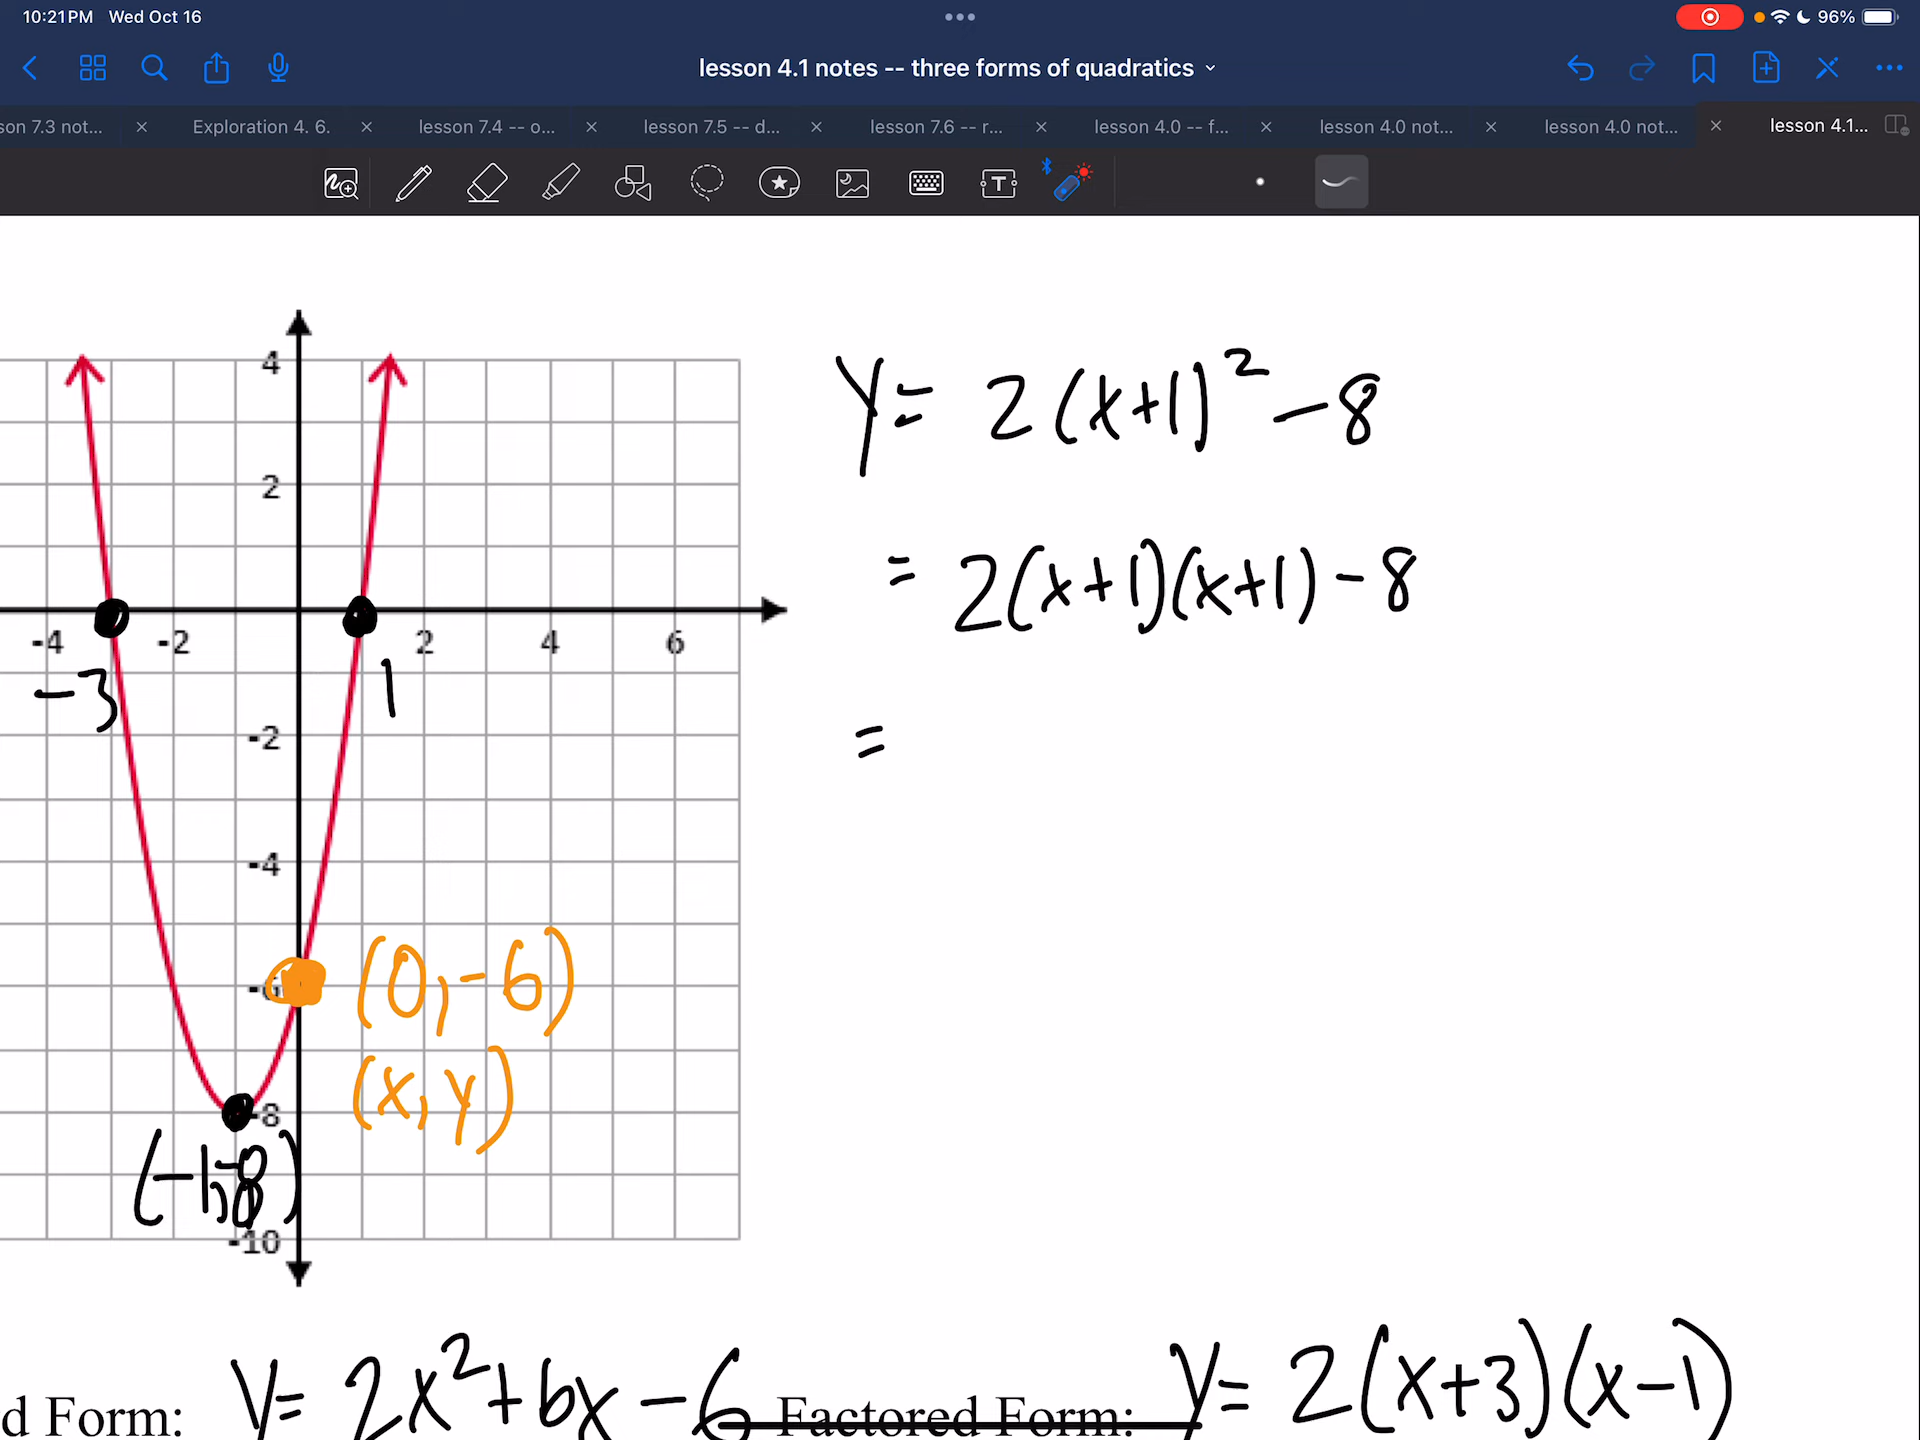 10:21PM Wed Oct 16
96%
lesson 4.1 notes -- three forms of quadratics
son 7.3 not... Exploration 4. 6. lesson 7.4 -- o... lesson 7.5 -- d... lesson 7.6 -- r... lesson 4.0 -- f... lesson 4.0 not... lesson 4.0 not... lesson 4.1...
4
2
-4 -2 2 4 6
-3 1
-2
-4
-6 (0,-6)
(x,y)
-8
(-1,-8)
-10
y= 2(x+1)² -8
= 2(x+1)(x+1)-8
=
d Form: y= 2x²+6x-6 Factored Form: y= 2(x+3)(x-1)